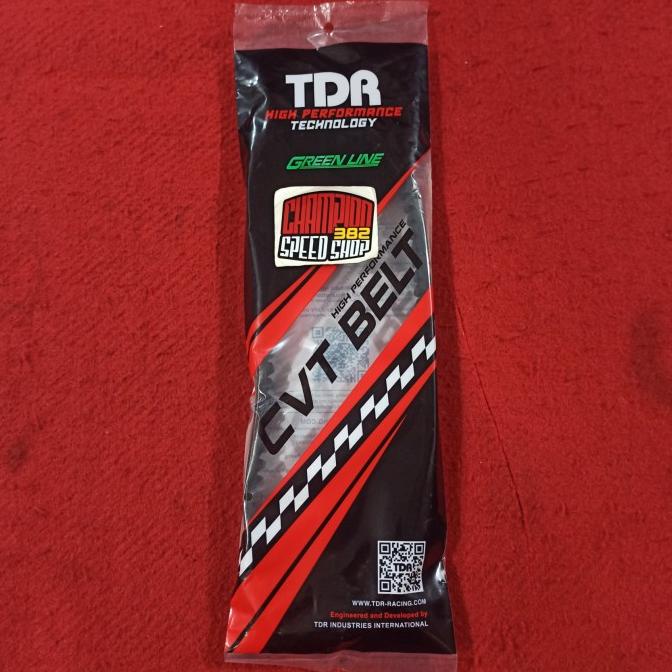 TDR
HIGH PERFORMANCE
TECHNOLOGY
GREEN LINE
CHAMPION
382
SPEED SHOP
HIGH PERFORMANCE
CVT BELT
TDR
WWW.TDR-RACING.COM
Engineered and Developed by
TDR INDUSTRIES INTERNATIONAL